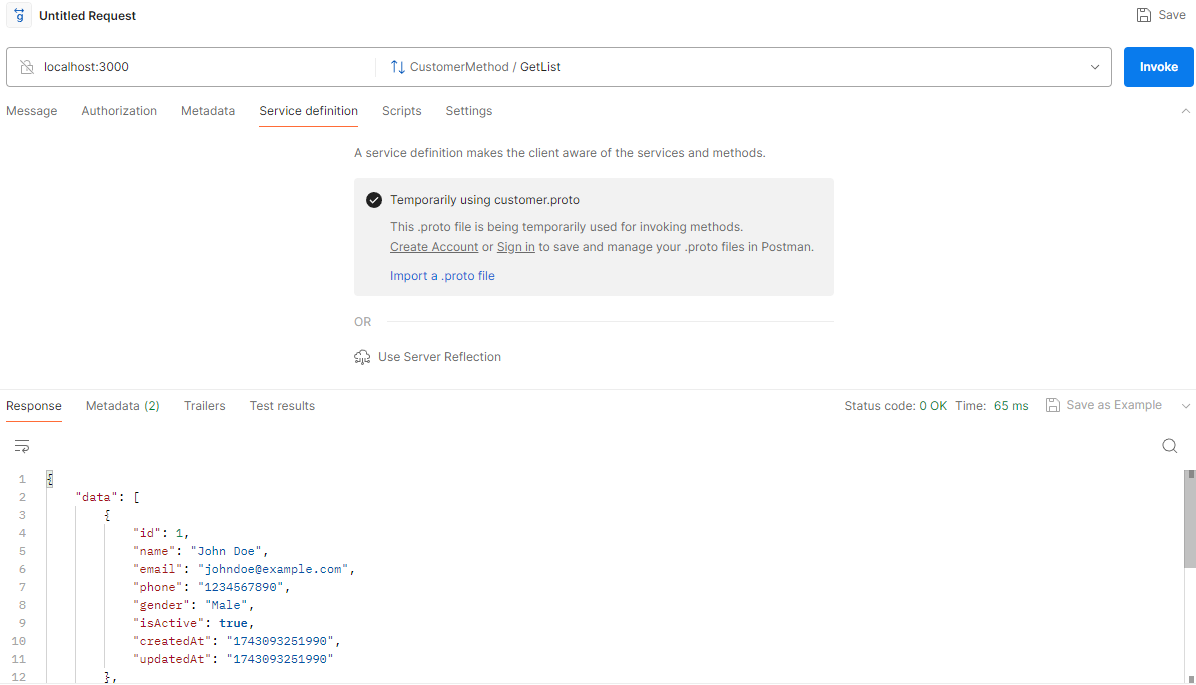 g Untitled Request Save
localhost:3000 CustomerMethod / GetList Invoke
Message Authorization Metadata Service definition Scripts Settings
A service definition makes the client aware of the services and methods.
Temporarily using customer.proto
This .proto file is being temporarily used for invoking methods.
Create Account or Sign in to save and manage your .proto files in Postman.
Import a .proto file
OR
Use Server Reflection
Response Metadata (2) Trailers Test results Status code: 0 OK Time: 65 ms Save as Example
1 {
2 "data": [
3 {
4 "id": 1,
5 "name": "John Doe",
6 "email": "johndoe@example.com",
7 "phone": "1234567890",
8 "gender": "Male",
9 "isActive": true,
10 "createdAt": "1743093251990",
11 "updatedAt": "1743093251990"
12 },